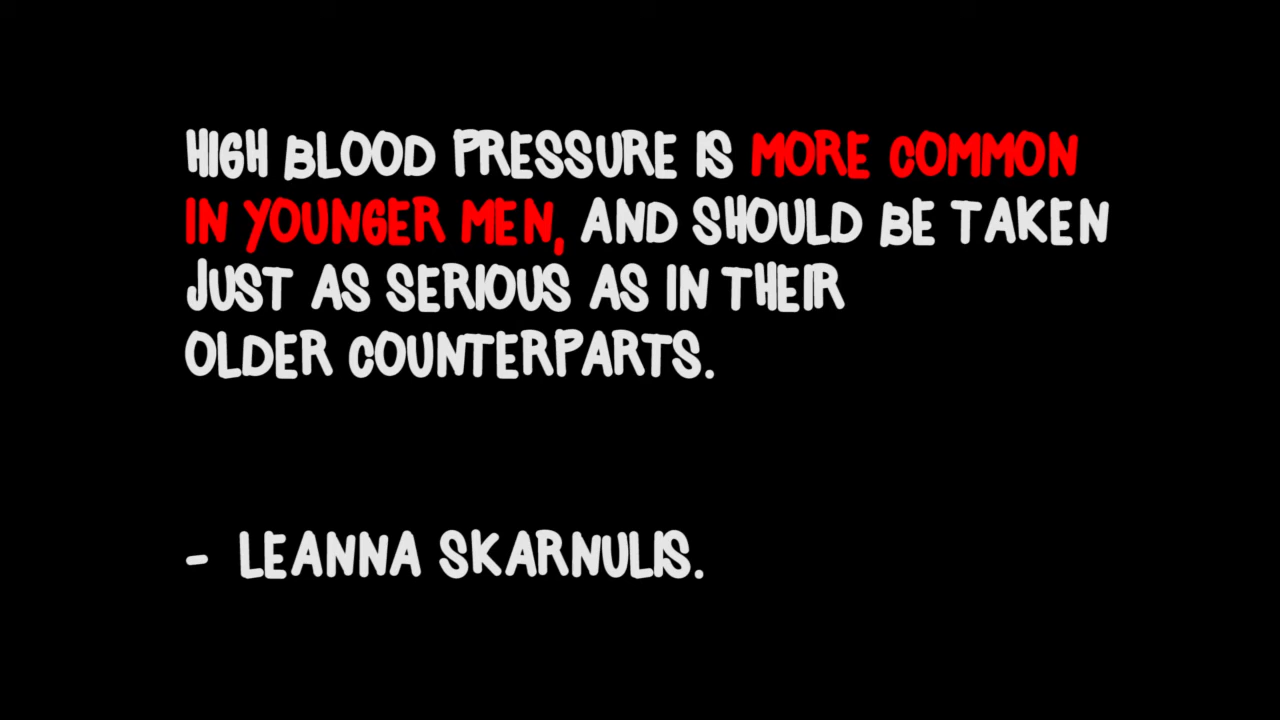 HIGH BLOOD PRESSURE IS MORE COMMON
IN YOUNGER MEN, AND SHOULD BE TAKEN
JUST AS SERIOUS AS IN THEIR
OLDER COUNTERPARTS.
- LEANNA SKARNULIS.